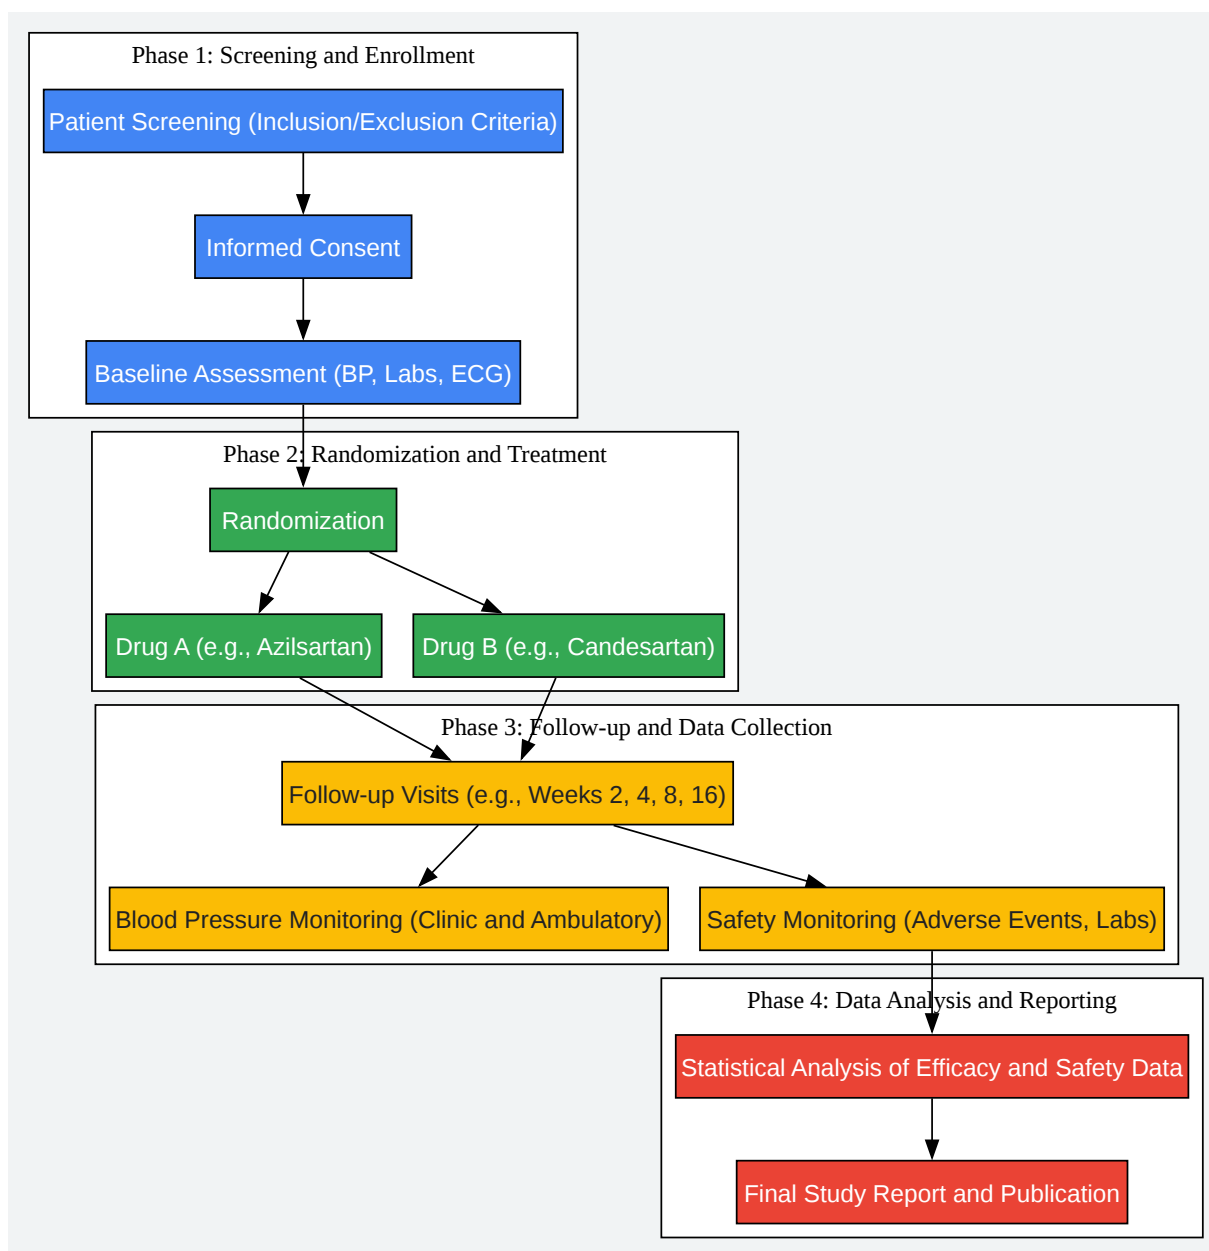 Phase 1: Screening and Enrollment
Patient Screening (Inclusion/Exclusion Criteria)
Informed Consent
Baseline Assessment (BP, Labs, ECG)
Phase 2: Randomization and Treatment
Randomization
Drug A (e.g., Azilsartan)
Drug B (e.g., Candesartan)
Phase 3: Follow-up and Data Collection
Follow-up Visits (e.g., Weeks 2, 4, 8, 16)
Blood Pressure Monitoring (Clinic and Ambulatory)
Safety Monitoring (Adverse Events, Labs)
Phase 4: Data Analysis and Reporting
Statistical Analysis of Efficacy and Safety Data
Final Study Report and Publication